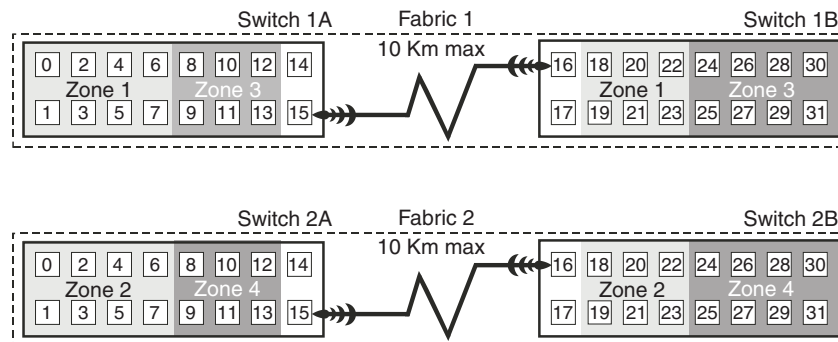 Switch 1A Fabric 1 Switch 1B
10 Km max
0 2 4 6 8 10 12 14 16 18 20 22 24 26 28 30
Zone 1 Zone 3 Zone 1 Zone 3
1 3 5 7 9 11 13 15 17 19 21 23 25 27 29 31
Switch 2A Fabric 2 Switch 2B
10 Km max
0 2 4 6 8 10 12 14 16 18 20 22 24 26 28 30
Zone 2 Zone 4 Zone 2 Zone 4
1 3 5 7 9 11 13 15 17 19 21 23 25 27 29 31